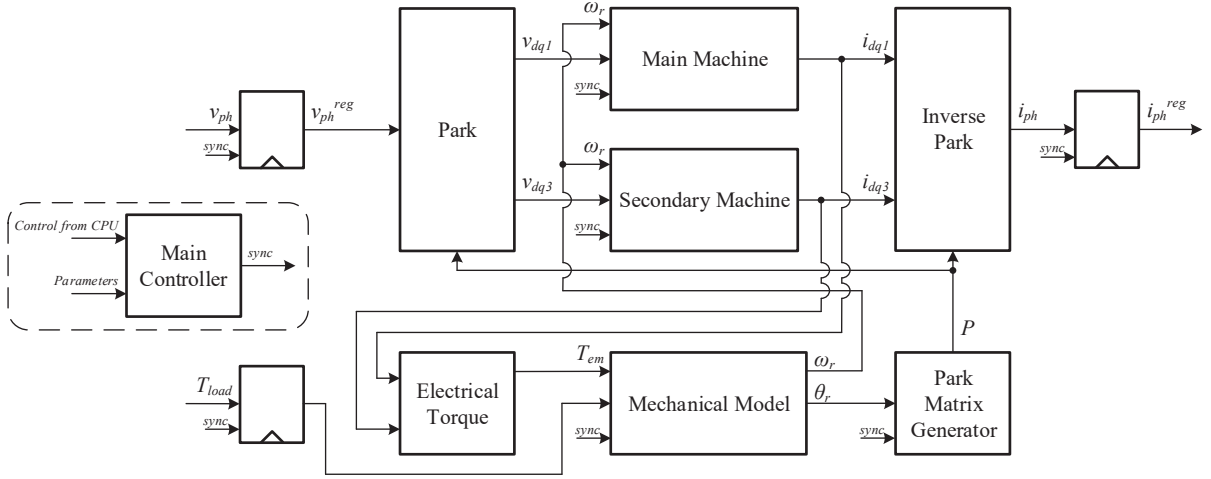 ω_r
v_dq1
sync
Main Machine
i_dq1
v_ph
sync
v_ph^reg
Park
ω_r
v_dq3
sync
Secondary Machine
i_dq3
Inverse
Park
i_ph
sync
i_ph^reg
Control from CPU
Parameters
Main
Controller
sync
T_load
sync
Electrical
Torque
T_em
sync
Mechanical Model
ω_r
θ_r
sync
P
Park
Matrix
Generator